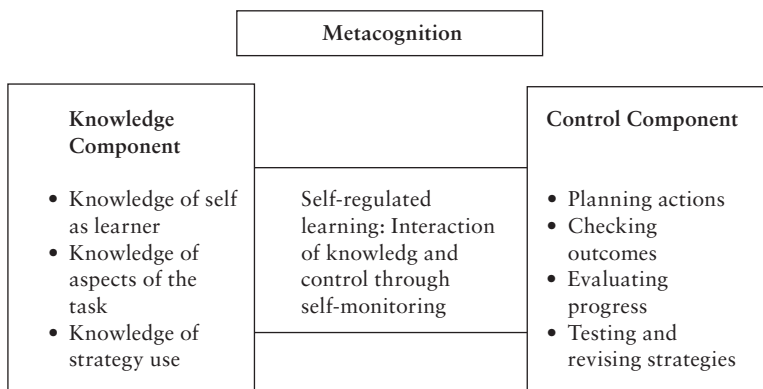 Metacognition
Knowledge
Component
• Knowledge of self
as learner
• Knowledge of
aspects of the
task
• Knowledge of
strategy use
Self-regulated
learning: Interaction
of knowledg and
control through
self-monitoring
Control Component
• Planning actions
• Checking
outcomes
• Evaluating
progress
• Testing and
revising strategies